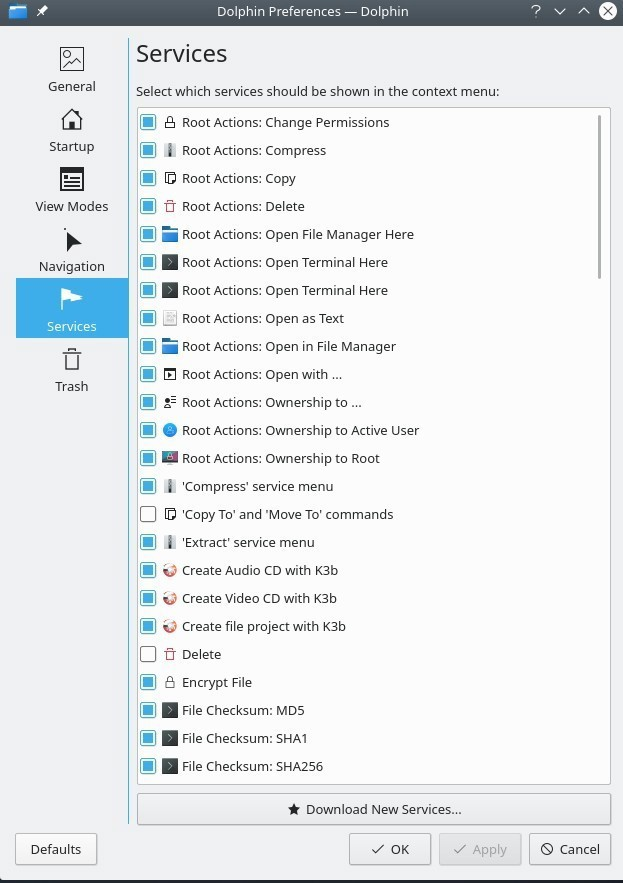 Dolphin Preferences — Dolphin
?
General
Startup
View Modes
Navigation
Services
Trash
Services
Select which services should be shown in the context menu:
Root Actions: Change Permissions
Root Actions: Compress
Root Actions: Copy
Root Actions: Delete
Root Actions: Open File Manager Here
Root Actions: Open Terminal Here
Root Actions: Open Terminal Here
Root Actions: Open as Text
Root Actions: Open in File Manager
Root Actions: Open with ...
Root Actions: Ownership to ...
Root Actions: Ownership to Active User
Root Actions: Ownership to Root
'Compress' service menu
'Copy To' and 'Move To' commands
'Extract' service menu
Create Audio CD with K3b
Create Video CD with K3b
Create file project with K3b
Delete
Encrypt File
File Checksum: MD5
File Checksum: SHA1
File Checksum: SHA256
Download New Services...
Defaults
OK
Apply
Cancel